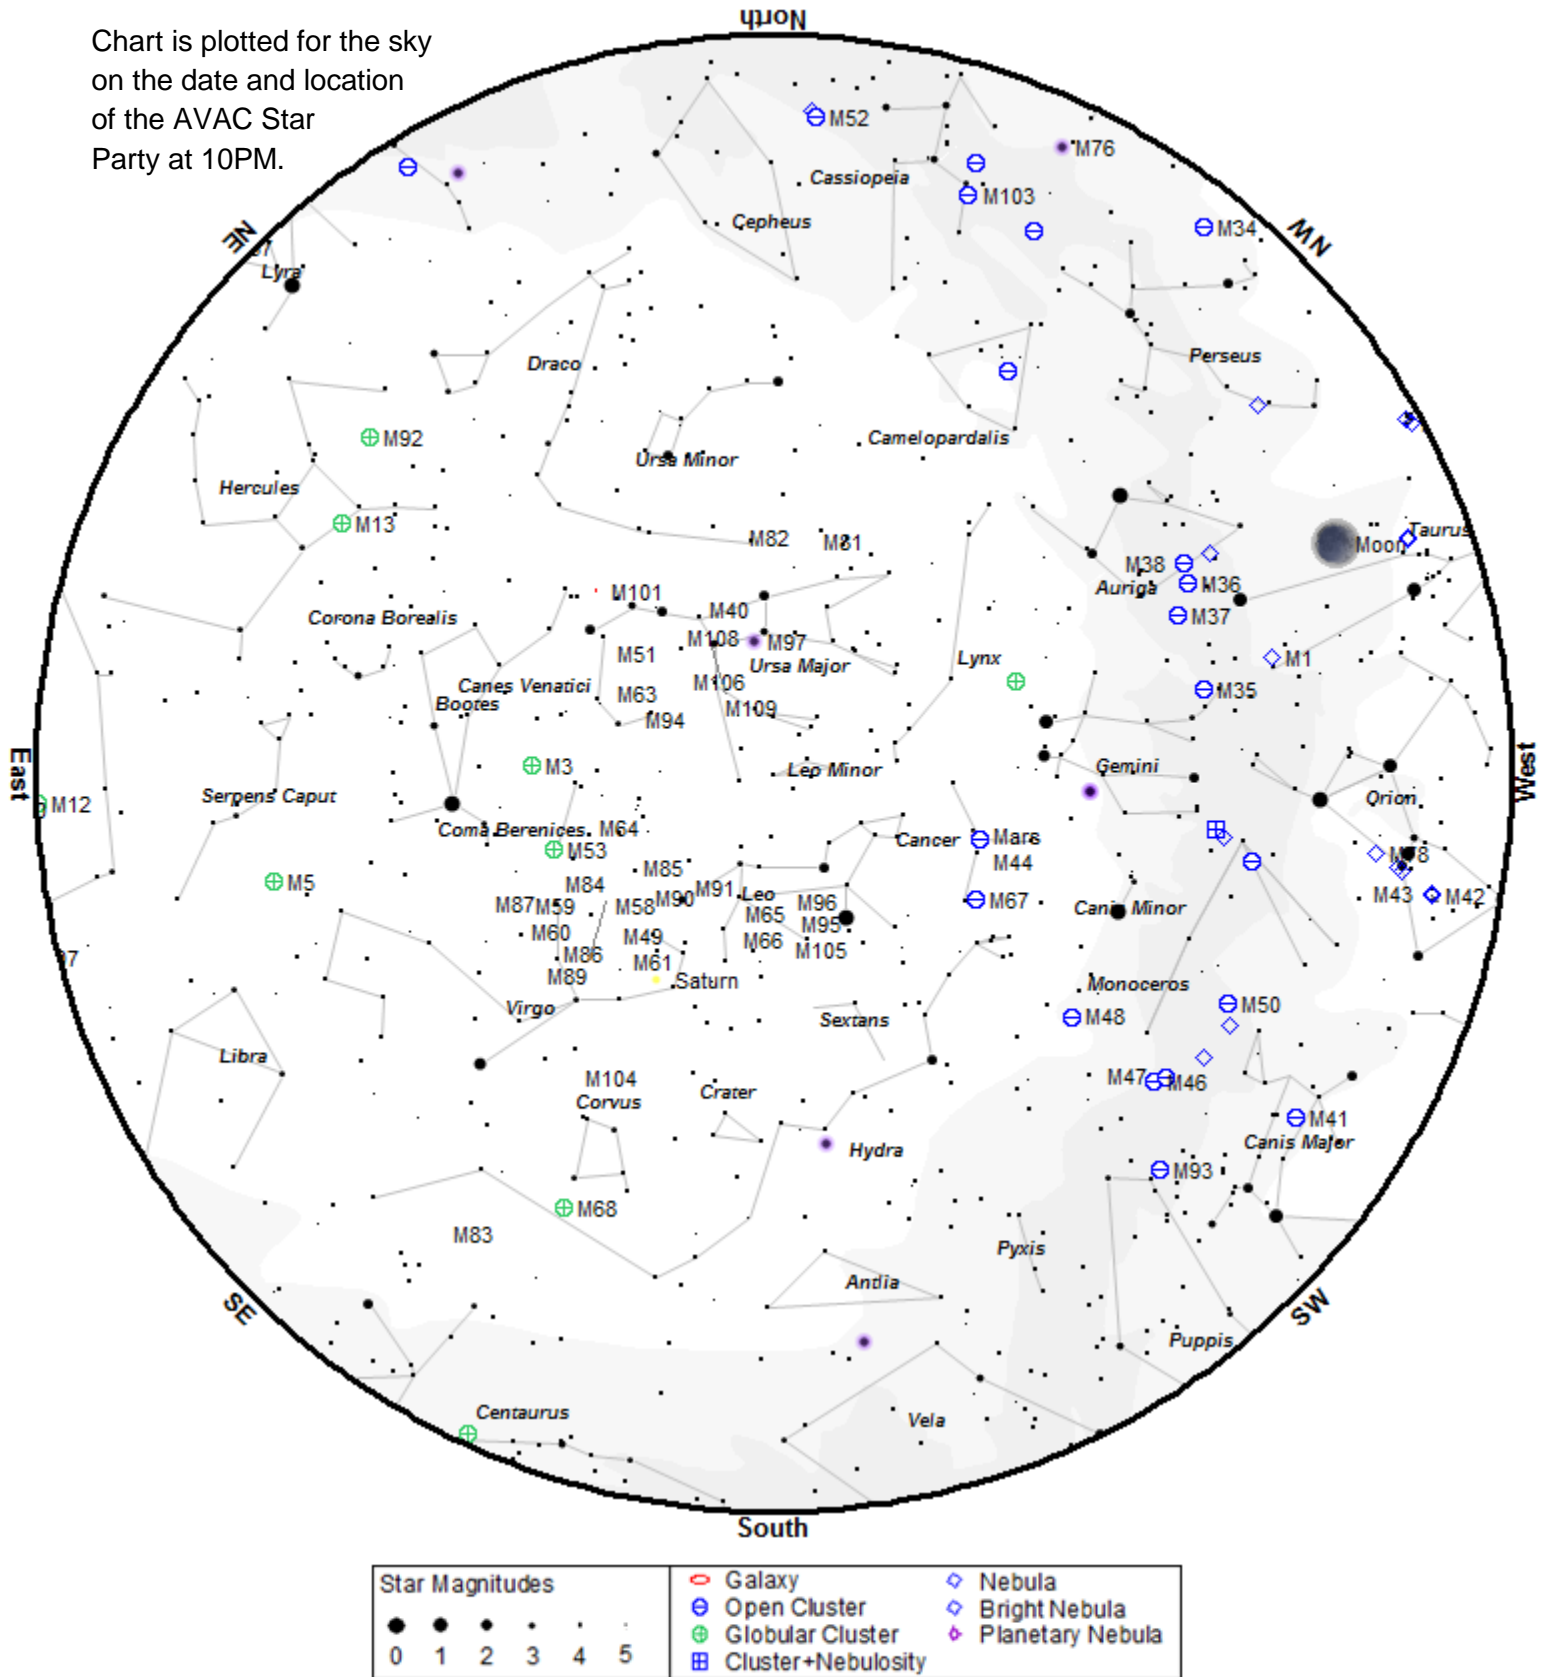 North
Chart is plotted for the sky
on the date and location
of the AVAC Star
Party at 10PM.
M52
M76
Cassiopeia
M103
Cepheus
M34
NE
NW
Lyra
Perseus
Draco
M92
Camelopardalis
Ursa Minor
Hercules
M13
Taurus
M82
M81
Moon
M38
M101
Auriga
M36
M40
Corona Borealis
M37
M108
M97
M51
Lynx
M1
Ursa Major
Canes Venatici
M106
M35
M63
Bootes
M109
M94
East
West
M3
Leo Minor
Gemini
Serpens Caput
Orion
M12
Coma Berenices
M64
Cancer
Mars
M53
M78
M44
M85
M5
M84
M91
Leo
M90
M43
M42
M87
M59
M58
M96
M67
Canis Minor
M65
M95
M60
M49
M66
M105
M86
M61
M89
Saturn
Monoceros
Virgo
M50
Sextans
M48
Libra
M104
M47
M46
Crater
Corvus
M41
Hydra
Canis Major
M93
M68
M83
Pyxis
Antlia
SE
SW
Puppis
Centaurus
Vela
South
Star Magnitudes
0 1 2 3 4 5
Galaxy
Open Cluster
Globular Cluster
Cluster+Nebulosity
Nebula
Bright Nebula
Planetary Nebula